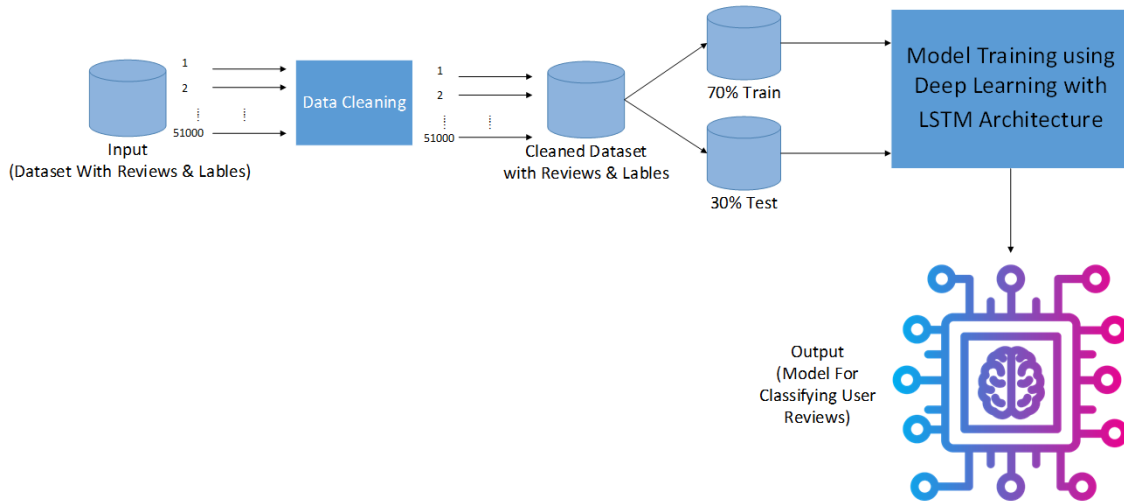 1
2
51000
Input
(Dataset With Reviews & Lables)
Data Cleaning
1
2
51000
Cleaned Dataset
with Reviews & Lables
70% Train
30% Test
Model Training using
Deep Learning with
LSTM Architecture
Output
(Model For
Classifying User
Reviews)